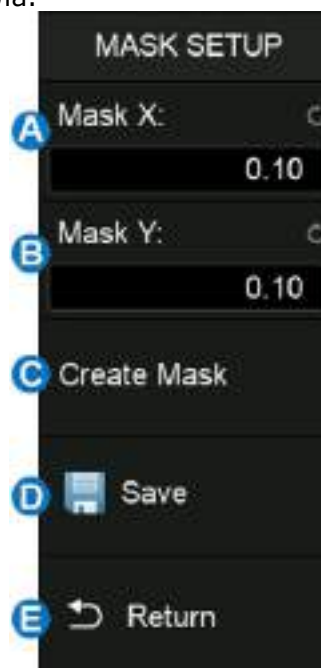 MASK SETUP
A Mask X:
0.10
B Mask Y:
0.10
C Create Mask
D Save
E Return